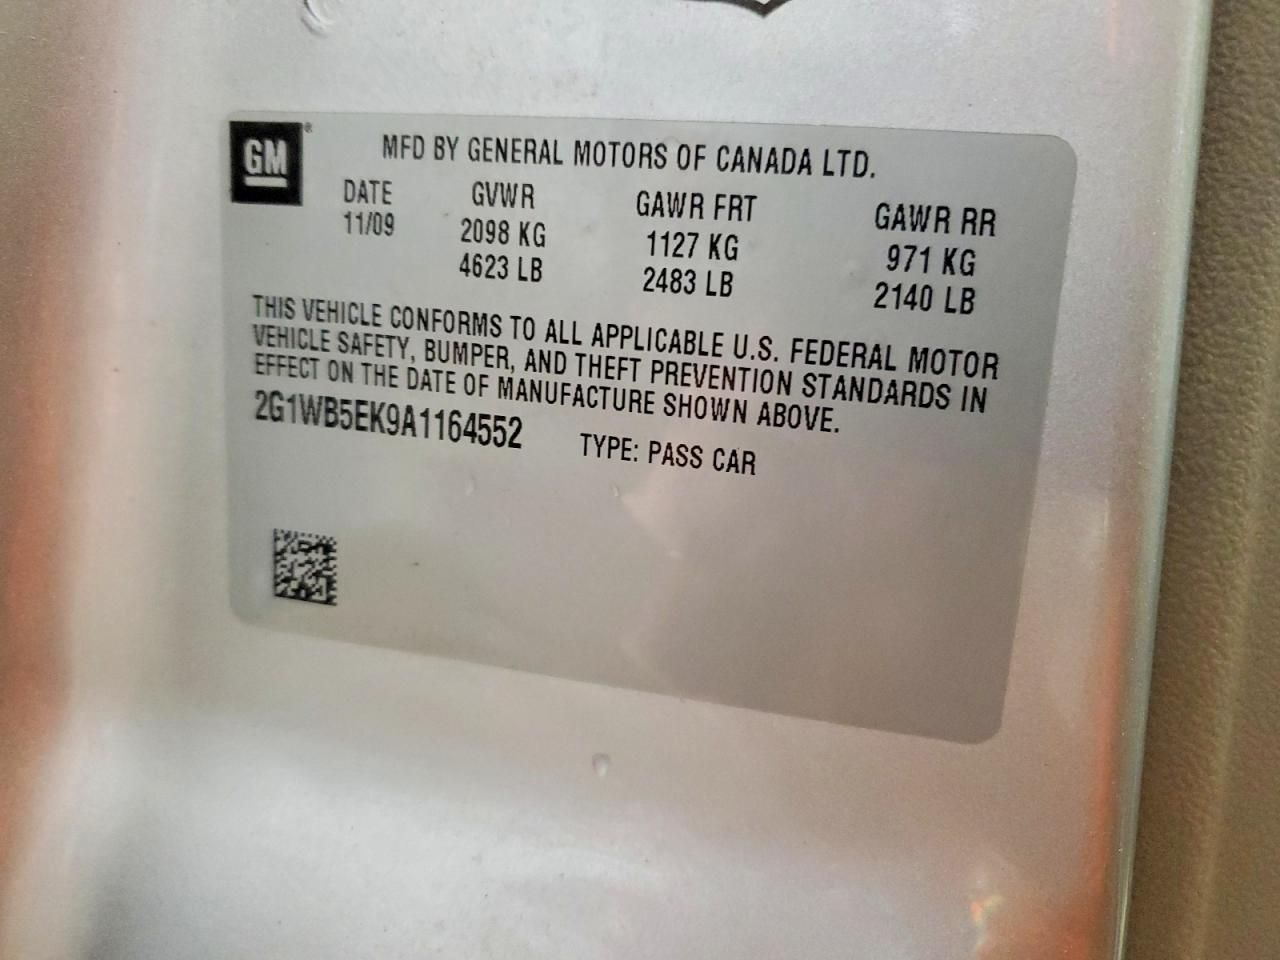 GM®
MFD BY GENERAL MOTORS OF CANADA LTD.
DATE GVWR GAWR FRT GAWR RR
11/09 2098 KG 1127 KG 971 KG
4623 LB 2483 LB 2140 LB
THIS VEHICLE CONFORMS TO ALL APPLICABLE U.S. FEDERAL MOTOR
VEHICLE SAFETY, BUMPER, AND THEFT PREVENTION STANDARDS IN
EFFECT ON THE DATE OF MANUFACTURE SHOWN ABOVE.
2G1WB5EK9A1164552 TYPE: PASS CAR